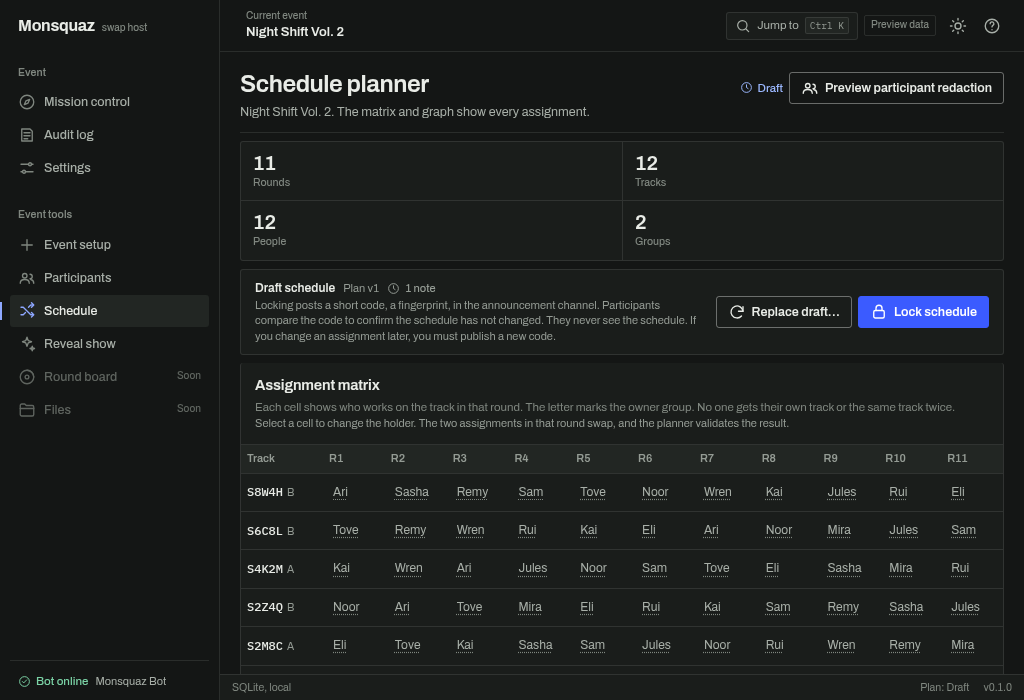 Monsquaz swap host
Event
Mission control
Audit log
Settings
Event tools
Event setup
Participants
Schedule
Reveal show
Round board Soon
Files Soon
Bot online Monsquaz Bot
Current event
Night Shift Vol. 2
Jump to Ctrl K
Preview data
Schedule planner
Night Shift Vol. 2. The matrix and graph show every assignment.
Draft
Preview participant redaction
11
Rounds
12
Tracks
12
People
2
Groups
Draft schedule Plan v1 1 note
Locking posts a short code, a fingerprint, in the announcement channel. Participants
compare the code to confirm the schedule has not changed. They never see the schedule. If
you change an assignment later, you must publish a new code.
Replace draft...
Lock schedule
Assignment matrix
Each cell shows who works on the track in that round. The letter marks the owner group. No one gets their own track or the same track twice.
Select a cell to change the holder. The two assignments in that round swap, and the planner validates the result.
Track R1 R2 R3 R4 R5 R6 R7 R8 R9 R10 R11
S8W4H B Ari Sasha Remy Sam Tove Noor Wren Kai Jules Rui Eli
S6C8L B Tove Remy Wren Rui Kai Eli Ari Noor Mira Jules Sam
S4K2M A Kai Wren Ari Jules Noor Sam Tove Eli Sasha Mira Rui
S2Z4Q B Noor Ari Tove Mira Eli Rui Kai Sam Remy Sasha Jules
S2M8C A Eli Tove Kai Sasha Sam Jules Noor Rui Wren Remy Mira
SQLite, local
Plan: Draft v0.1.0